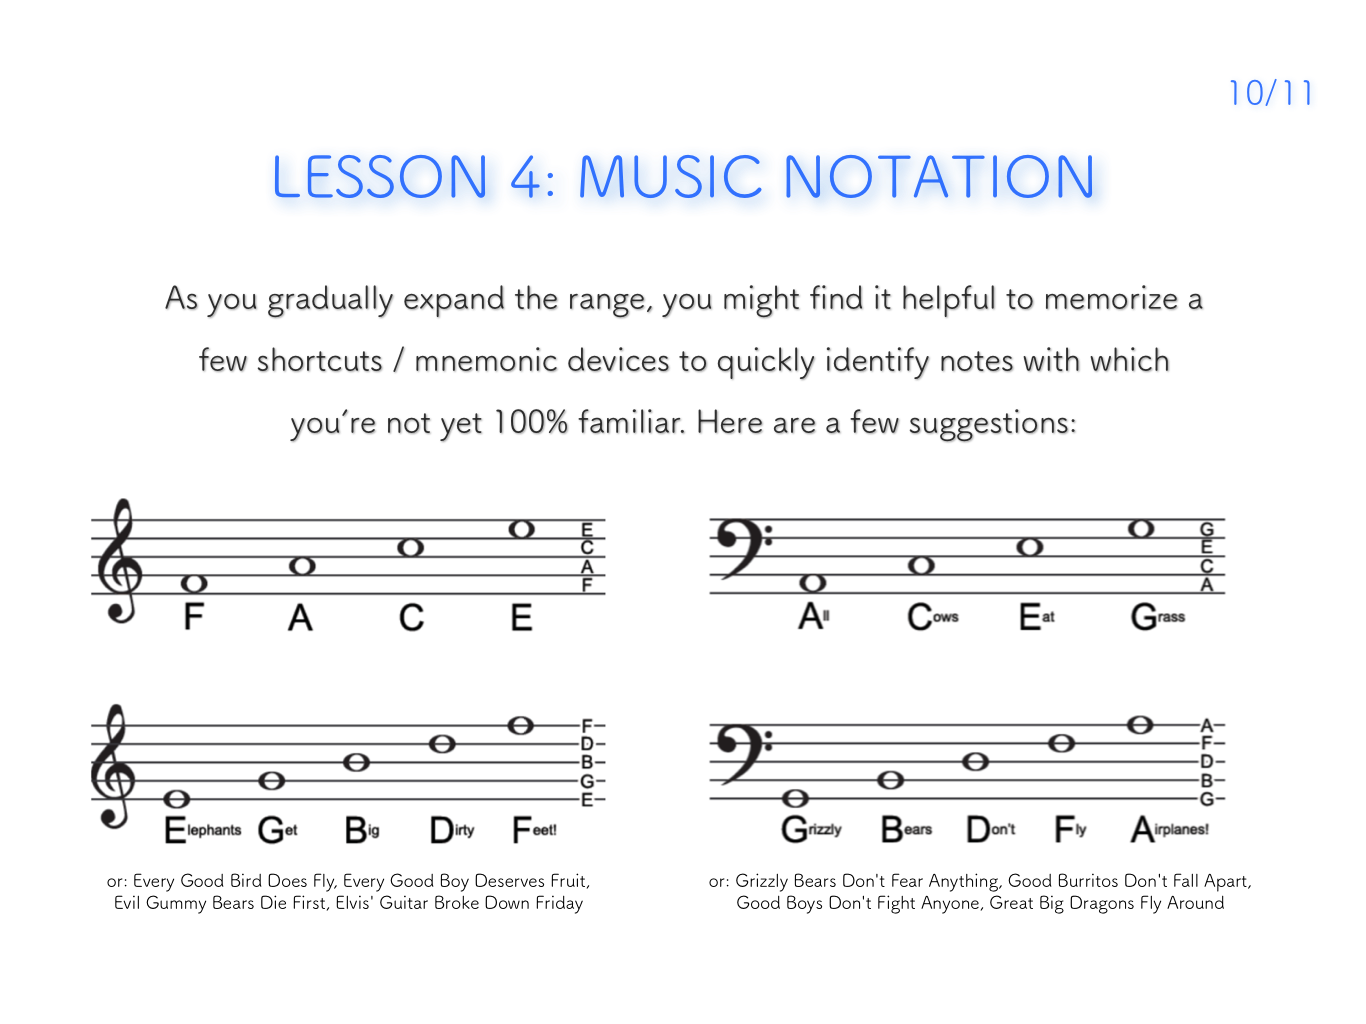 10/11
LESSON 4: MUSIC NOTATION
As you gradually expand the range, you might find it helpful to memorize a
few shortcuts / mnemonic devices to quickly identify notes with which
you’re not yet 100% familiar. Here are a few suggestions:
E
C
A
F
F A C E
G
E
C
A
All Cows Eat Grass
F
D
B
G
E
Elephants Get Big Dirty Feet!
or: Every Good Bird Does Fly, Every Good Boy Deserves Fruit,
Evil Gummy Bears Die First, Elvis' Guitar Broke Down Friday
A
F
D
B
G
Grizzly Bears Don't Fly Airplanes!
or: Grizzly Bears Don't Fear Anything, Good Burritos Don't Fall Apart,
Good Boys Don't Fight Anyone, Great Big Dragons Fly Around